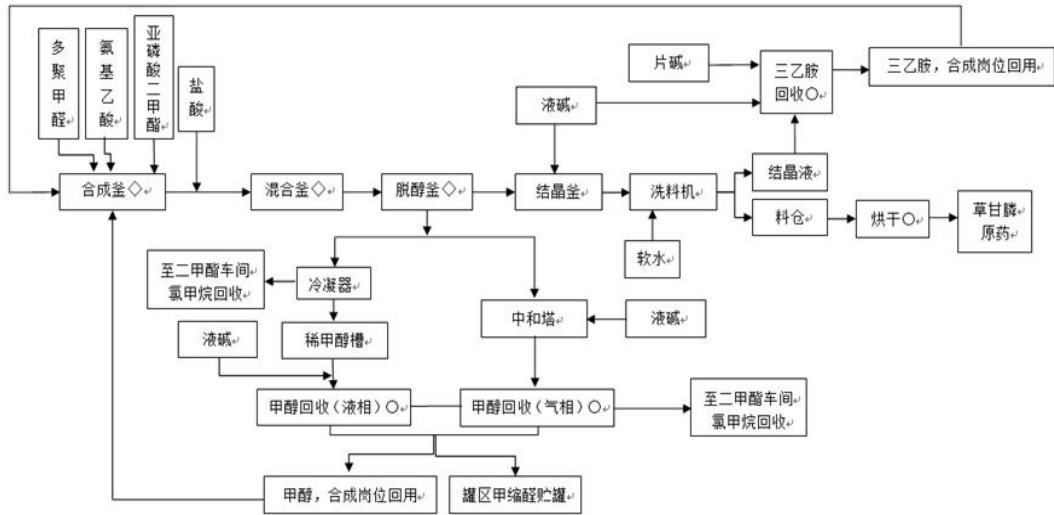 多聚甲醛
氨基乙酸
亚磷酸二甲酯
盐酸
片碱
三乙胺
回收〇
三乙胺，合成岗位回用
液碱
合成釜◇
混合釜◇
脱醇釜◇
结晶釜
洗料机
结晶液
料仓
烘干〇
草甘膦
原药
软水
至二甲酯车间
氯甲烷回收
冷凝器
中和塔
液碱
液碱
稀甲醇槽
甲醇回收（液相）〇
甲醇回收（气相）〇
至二甲酯车间
氯甲烷回收
甲醇，合成岗位回用
罐区甲缩醛贮罐